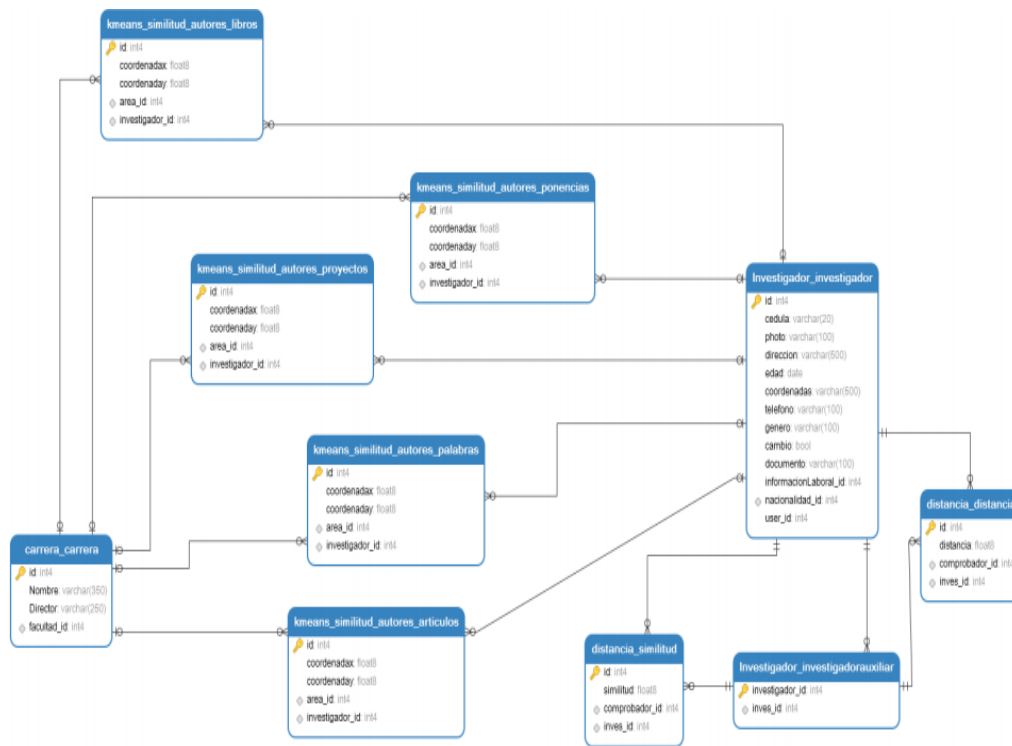 kmeans_similitud_autores_libros
id: int4
coordenadax: float8
coordenaday: float8
area_id: int4
investigador_id: int4
kmeans_similitud_autores_ponencias
id: int4
coordenadax: float8
coordenaday: float8
area_id: int4
investigador_id: int4
kmeans_similitud_autores_proyectos
id: int4
coordenadax: float8
coordenaday: float8
area_id: int4
investigador_id: int4
Investigador_investigador
id: int4
cedula: varchar(20)
photo: varchar(100)
direccion: varchar(500)
edad: date
coordenadas: varchar(500)
telefono: varchar(100)
genero: varchar(100)
cambio: bool
documento: varchar(100)
informacionLaboral_id: int4
nacionalidad_id: int4
user_id: int4
kmeans_similitud_autores_palabras
id: int4
coordenadax: float8
coordenaday: float8
area_id: int4
investigador_id: int4
distancia_distancia
id: int4
distancia: float8
comprobador_id: int4
inves_id: int4
carrera_carrera
id: int4
Nombre: varchar(350)
Director: varchar(250)
facultad_id: int4
kmeans_similitud_autores_articulos
id: int4
coordenadax: float8
coordenaday: float8
area_id: int4
investigador_id: int4
distancia_similitud
id: int4
similitud: float8
comprobador_id: int4
inves_id: int4
Investigador_investigadorauxiliar
investigador_id: int4
inves_id: int4